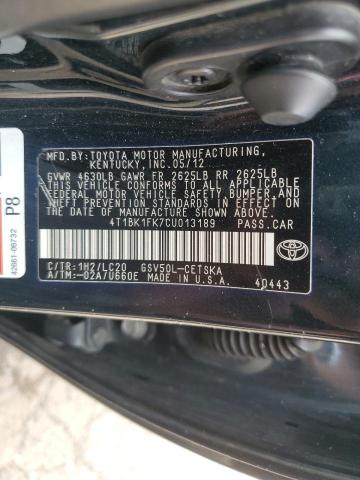 MFD.BY:TOYOTA MOTOR MANUFACTURING,
KENTUCKY, INC.05/12
GVWR 4630LB GAWR FR 2625LB RR 2625LB
THIS VEHICLE CONFORMS TO ALL APPLICABLE
FEDERAL MOTOR VEHICLE SAFETY, BUMPER, AND
THEFT PREVENTION STANDARDS IN EFFECT ON
THE DATE OF MANUFACTURE SHOWN ABOVE.
4T1BK1FK7CU013189 PASS.CAR
C/TR:1H2/LC20 GSV50L-CETSKA
A/TM:-02A/U660E MADE IN U.S.A. 40443
P8
42661-06732